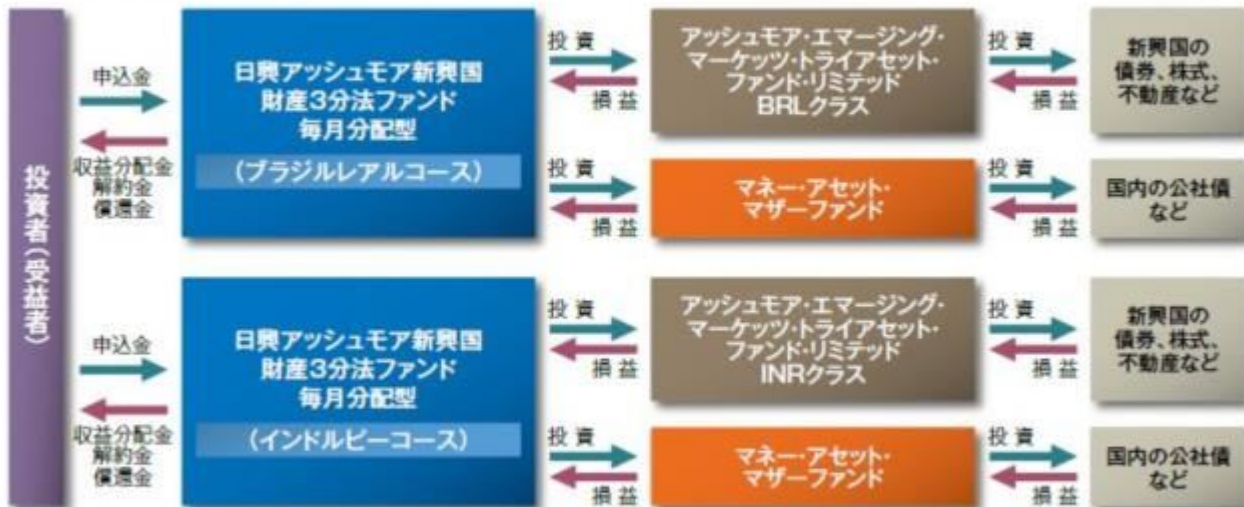 投資者(受益者)
申込金
収益分配金
解約金
償還金
日興アッシュモア新興国
財産3分法ファンド
毎月分配型
(ブラジルレアルコース)
投資
損益
アッシュモア・エマージング・
マーケッツ・トライアセット・
ファンド・リミテッド
BRLクラス
投資
損益
新興国の
債券、株式、
不動産など
投資
損益
マネー・アセット・
マザーファンド
投資
損益
国内の公社債
など
申込金
収益分配金
解約金
償還金
日興アッシュモア新興国
財産3分法ファンド
毎月分配型
(インドルピーコース)
投資
損益
アッシュモア・エマージング・
マーケッツ・トライアセット・
ファンド・リミテッド
INRクラス
投資
損益
新興国の
債券、株式、
不動産など
投資
損益
マネー・アセット・
マザーファンド
投資
損益
国内の公社債
など